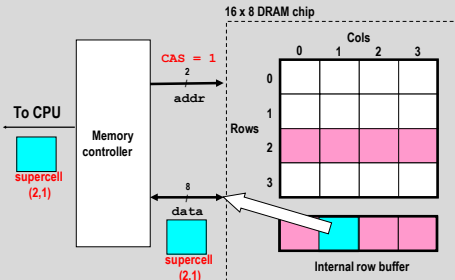 16 x 8 DRAM chip
Cols
0 1 2 3
CAS = 1
2
addr
0
1
Rows
2
3
To CPU
Memory
controller
supercell
(2,1)
8
data
supercell
(2,1)
Internal row buffer